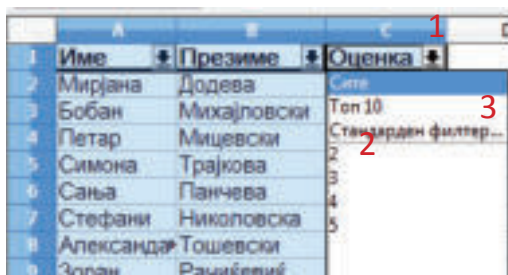 A B C D
1
1 Име Презиме Оценка
2 Мирјана Додева Сите
3 Бобан Михајловски Топ 10
3
4 Петар Мицевски Стандарден филтер...
2
5 Симона Трајкова 2
6 Сања Панчева 3
4
7 Стефани Николовска 5
8 Александа Тошевски
9 Зоран